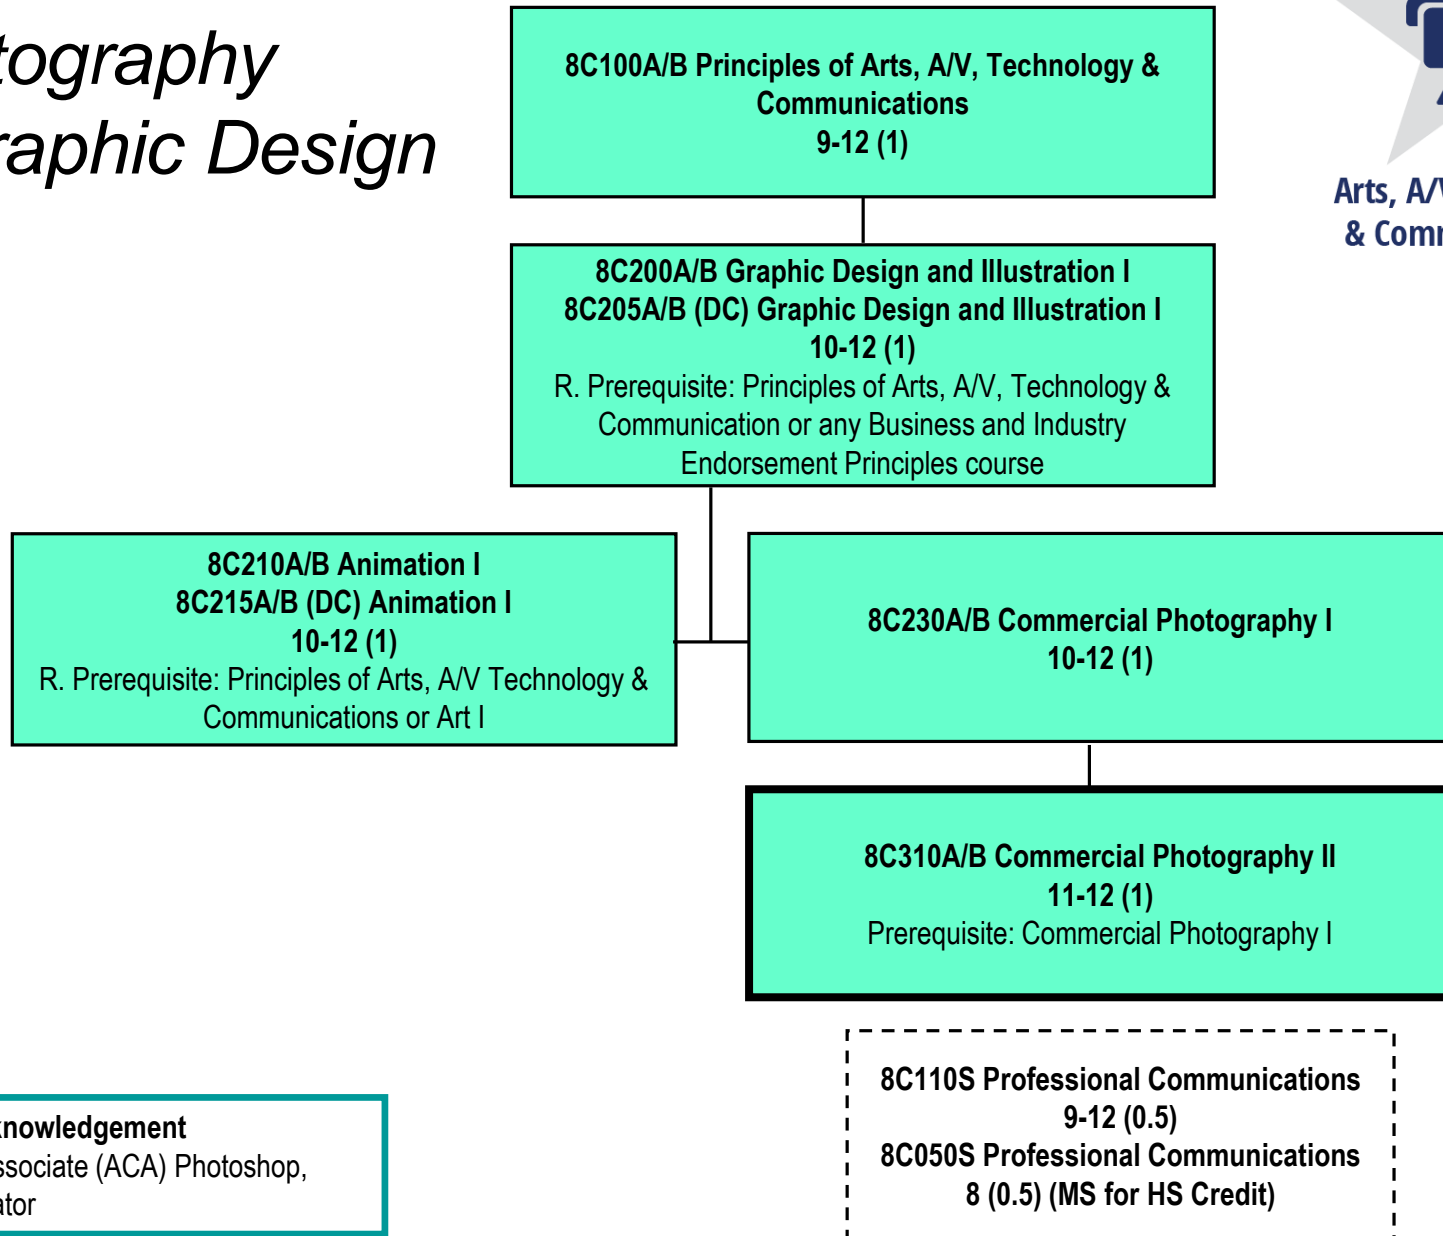 tography
raphic Design
8C100A/B Principles of Arts, A/V, Technology &
Communications
9-12 (1)
Arts, A/V
& Comm
8C200A/B Graphic Design and Illustration I
8C205A/B (DC) Graphic Design and Illustration I
10-12 (1)
R. Prerequisite: Principles of Arts, A/V, Technology &
Communication or any Business and Industry
Endorsement Principles course
8C210A/B Animation I
8C215A/B (DC) Animation I
10-12 (1)
R. Prerequisite: Principles of Arts, A/V Technology &
Communications or Art I
8C230A/B Commercial Photography I
10-12 (1)
8C310A/B Commercial Photography II
11-12 (1)
Prerequisite: Commercial Photography I
8C110S Professional Communications
9-12 (0.5)
8C050S Professional Communications
8 (0.5) (MS for HS Credit)
knowledgement
ssociate (ACA) Photoshop,
ator